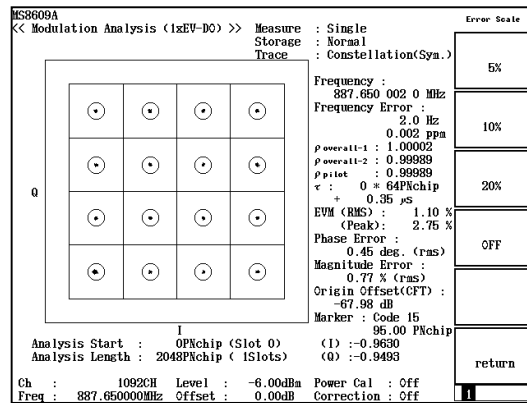 MS8609A
<< Modulation Analysis (1xEV-DO) >>
Measure : Single
Storage : Normal
Trace : Constellation(Sym.)
Frequency :
887.650 002 0 MHz
Frequency Error :
2.0 Hz
0.002 ppm
ρ overall-1 : 1.00002
ρ overall-2 : 0.99989
ρ pilot : 0.99989
τ : 0 * 64PNchip
+ 0.35 μs
EVM (RMS) : 1.10 %
(Peak): 2.75 %
Phase Error :
0.45 deg. (rms)
Magnitude Error :
0.77 % (rms)
Origin Offset(CFT) :
-67.98 dB
Marker : Code 15
95.00 PNchip
(I) :-0.9630
(Q) :-0.9493
Q
I
Analysis Start : 0PNchip (Slot 0)
Analysis Length : 2048PNchip ( 1Slots)
Ch : 1092CH Level : -6.00dBm Power Cal : Off
Freq : 887.650000MHz Offset : 0.00dB Correction : Off
Error Scale
5%
10%
20%
OFF
return
1